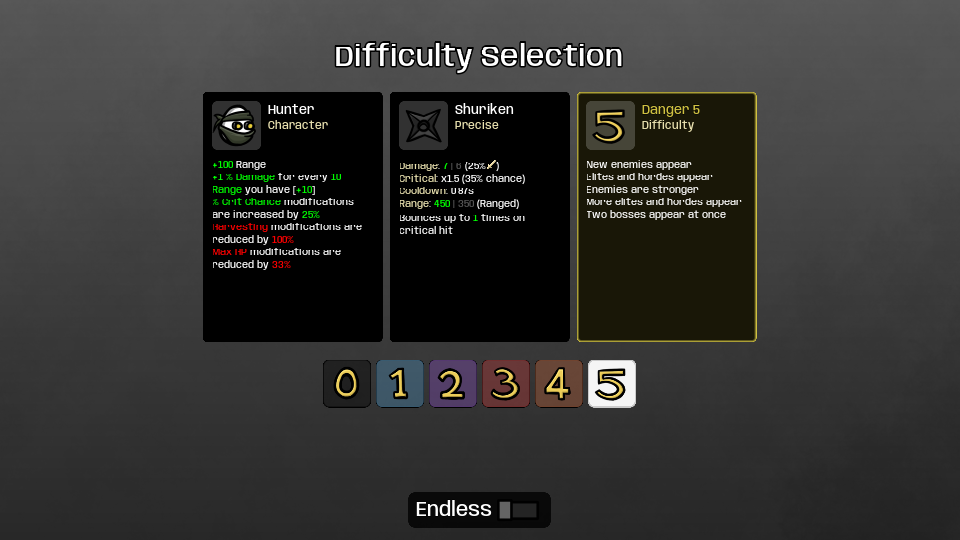 Difficulty Selection
Hunter
Character
+100 Range
+1 % Damage for every 10
Range you have [+10]
% Crit Chance modifications
are increased by 25%
Harvesting modifications are
reduced by 100%
Max HP modifications are
reduced by 33%
Shuriken
Precise
Damage: 7 | 6 (25%)
Critical: x1.5 (35% chance)
Cooldown: 0.87s
Range: 450 | 350 (Ranged)
Bounces up to 1 times on
critical hit
5
Danger 5
Difficulty
New enemies appear
Elites and hordes appear
Enemies are stronger
More elites and hordes appear
Two bosses appear at once
0 1 2 3 4 5
Endless